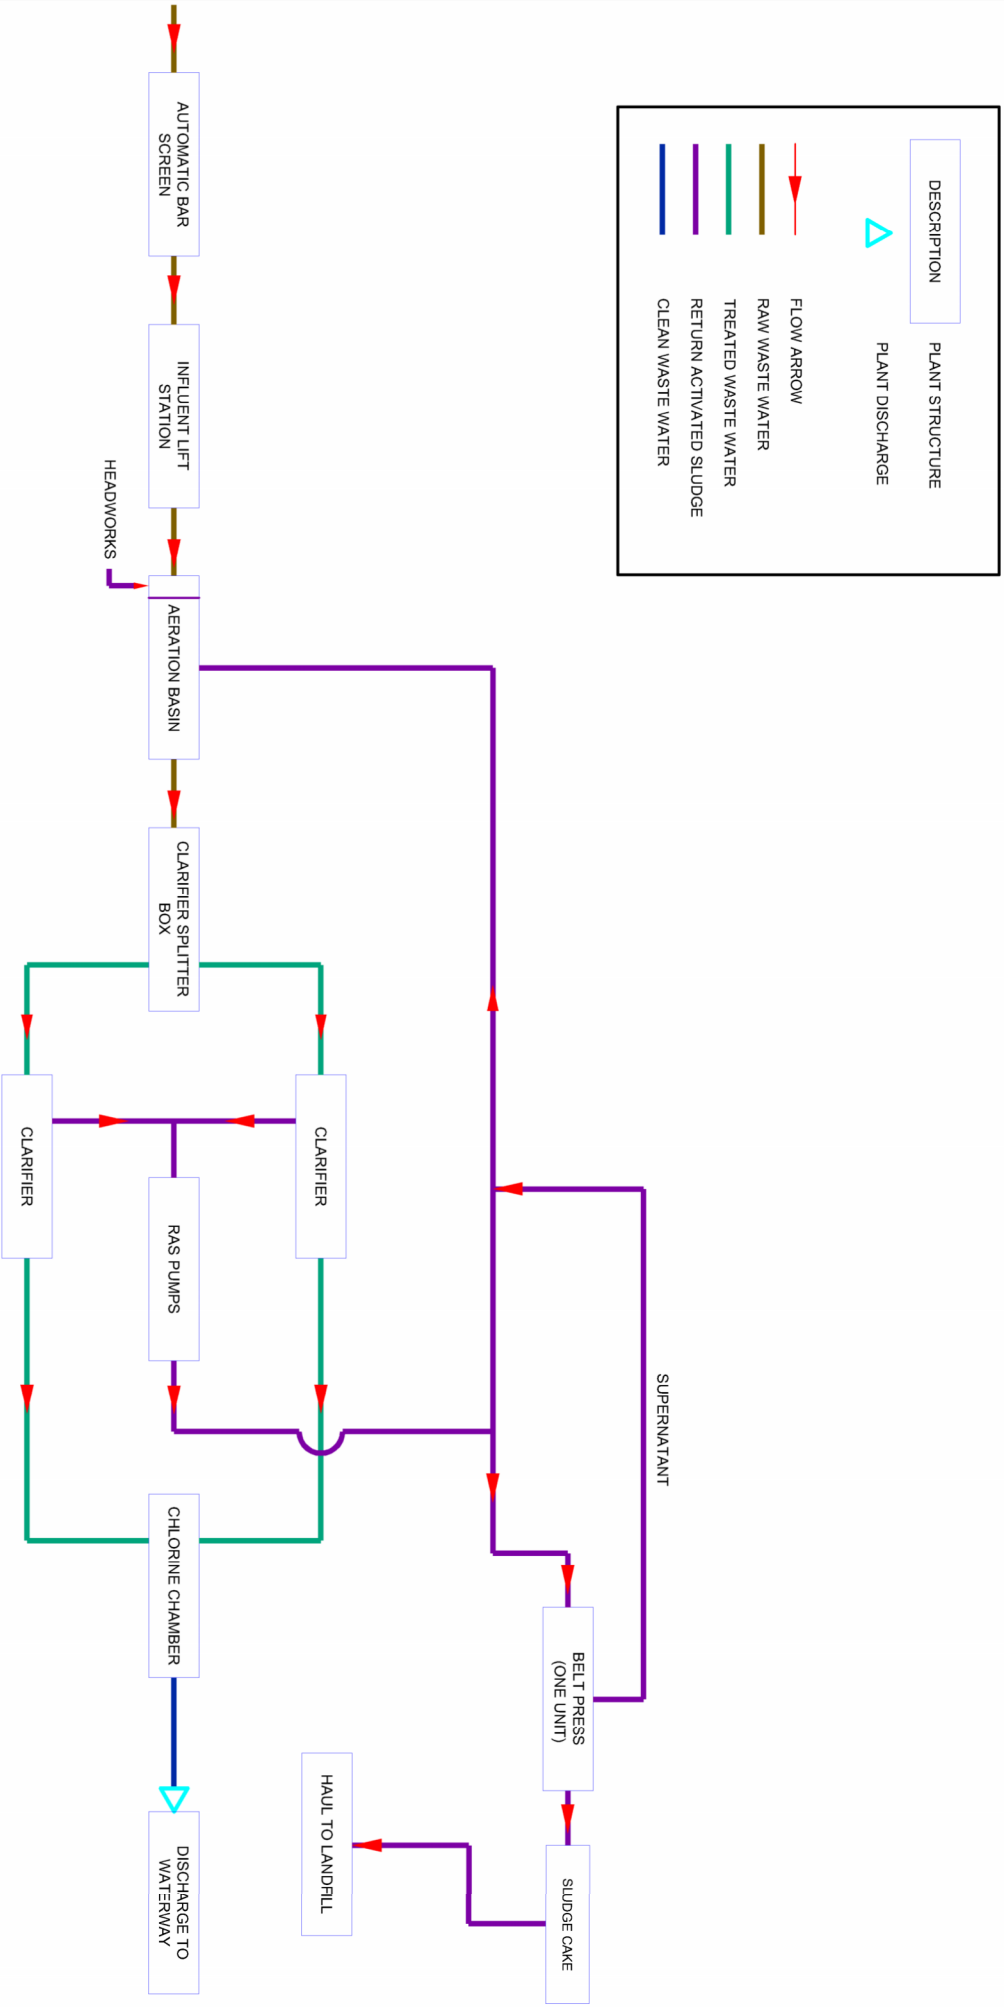 DESCRIPTION
PLANT STRUCTURE
PLANT DISCHARGE
FLOW ARROW
RAW WASTE WATER
TREATED WASTE WATER
RETURN ACTIVATED SLUDGE
CLEAN WASTE WATER
SUPERNATANT
BELT PRESS
(ONE UNIT)
SLUDGE CAKE
HAUL TO LANDFILL
CLARIFIER
AUTOMATIC BAR
SCREEN
INFLUENT LIFT
STATION
AERATION BASIN
CLARIFIER SPLITTER
BOX
RAS PUMPS
CHLORINE CHAMBER
DISCHARGE TO
WATERWAY
HEADWORKS
CLARIFIER